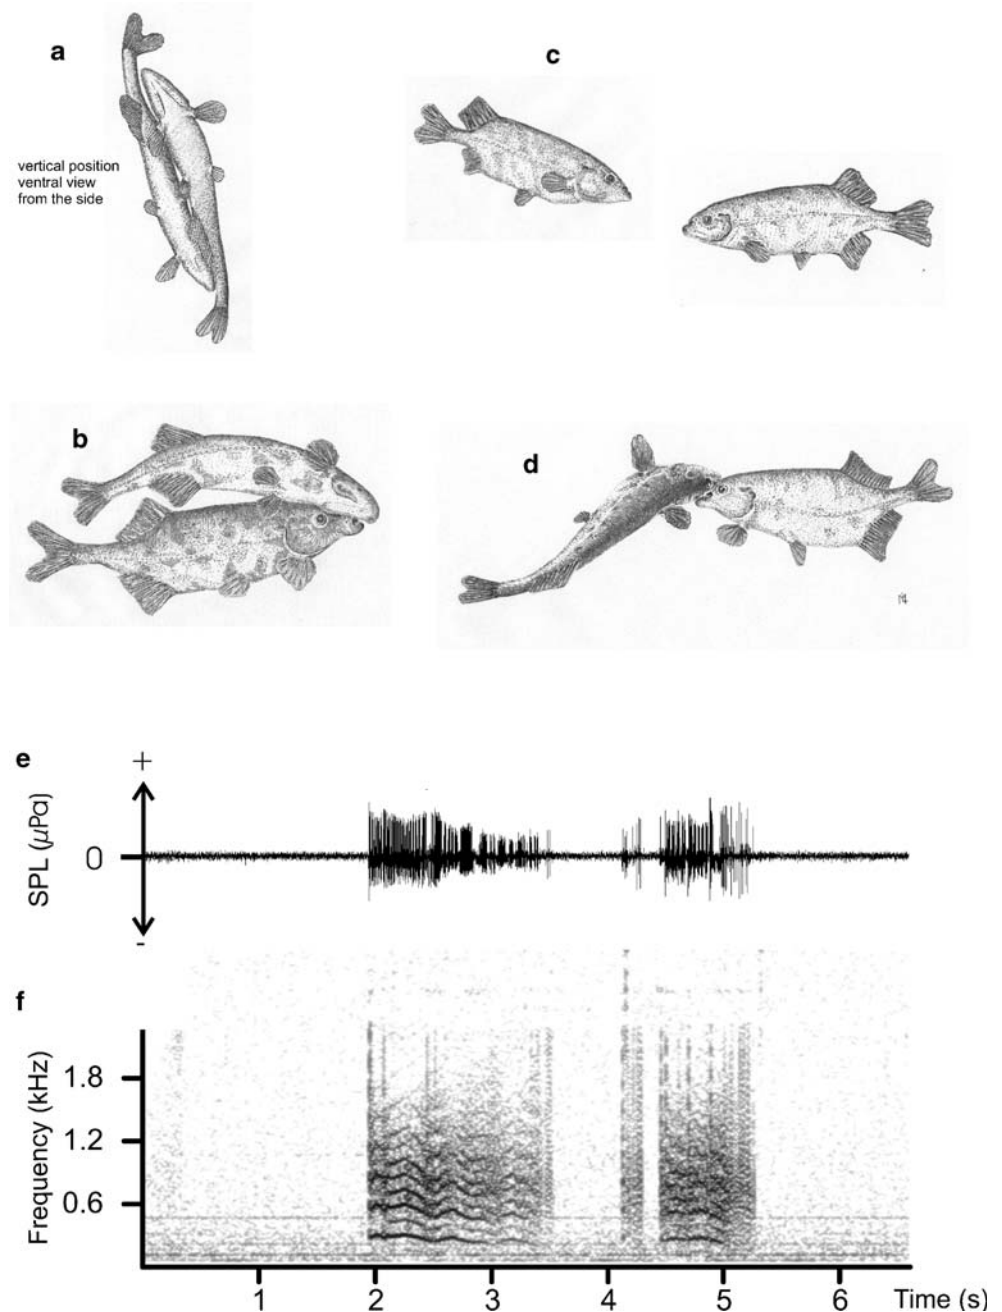 a
c
vertical position
ventral view
from the side
b
d
e
+
SPL (µPa)
0
-
f
Frequency (kHz)
1.8
1.2
0.6
1 2 3 4 5 6 Time (s)